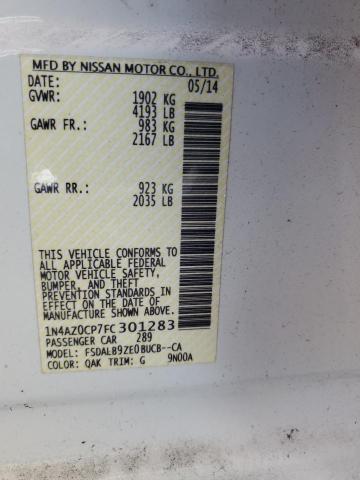 MFD BY NISSAN MOTOR CO., LTD.
DATE: 05/14
GVWR: 1902 KG
4193 LB
GAWR FR.: 983 KG
2167 LB
GAWR RR.: 923 KG
2035 LB
THIS VEHICLE CONFORMS TO
ALL APPLICABLE FEDERAL
MOTOR VEHICLE SAFETY,
BUMPER, AND THEFT
PREVENTION STANDARDS IN
EFFECT ON THE DATE OF
MANUFACTURE SHOWN ABOVE.
1N4AZ0CP7FC301283
PASSENGER CAR 289
MODEL: FSDALB9ZE0BUCB--CA
COLOR: QAK TRIM: G 9N00A